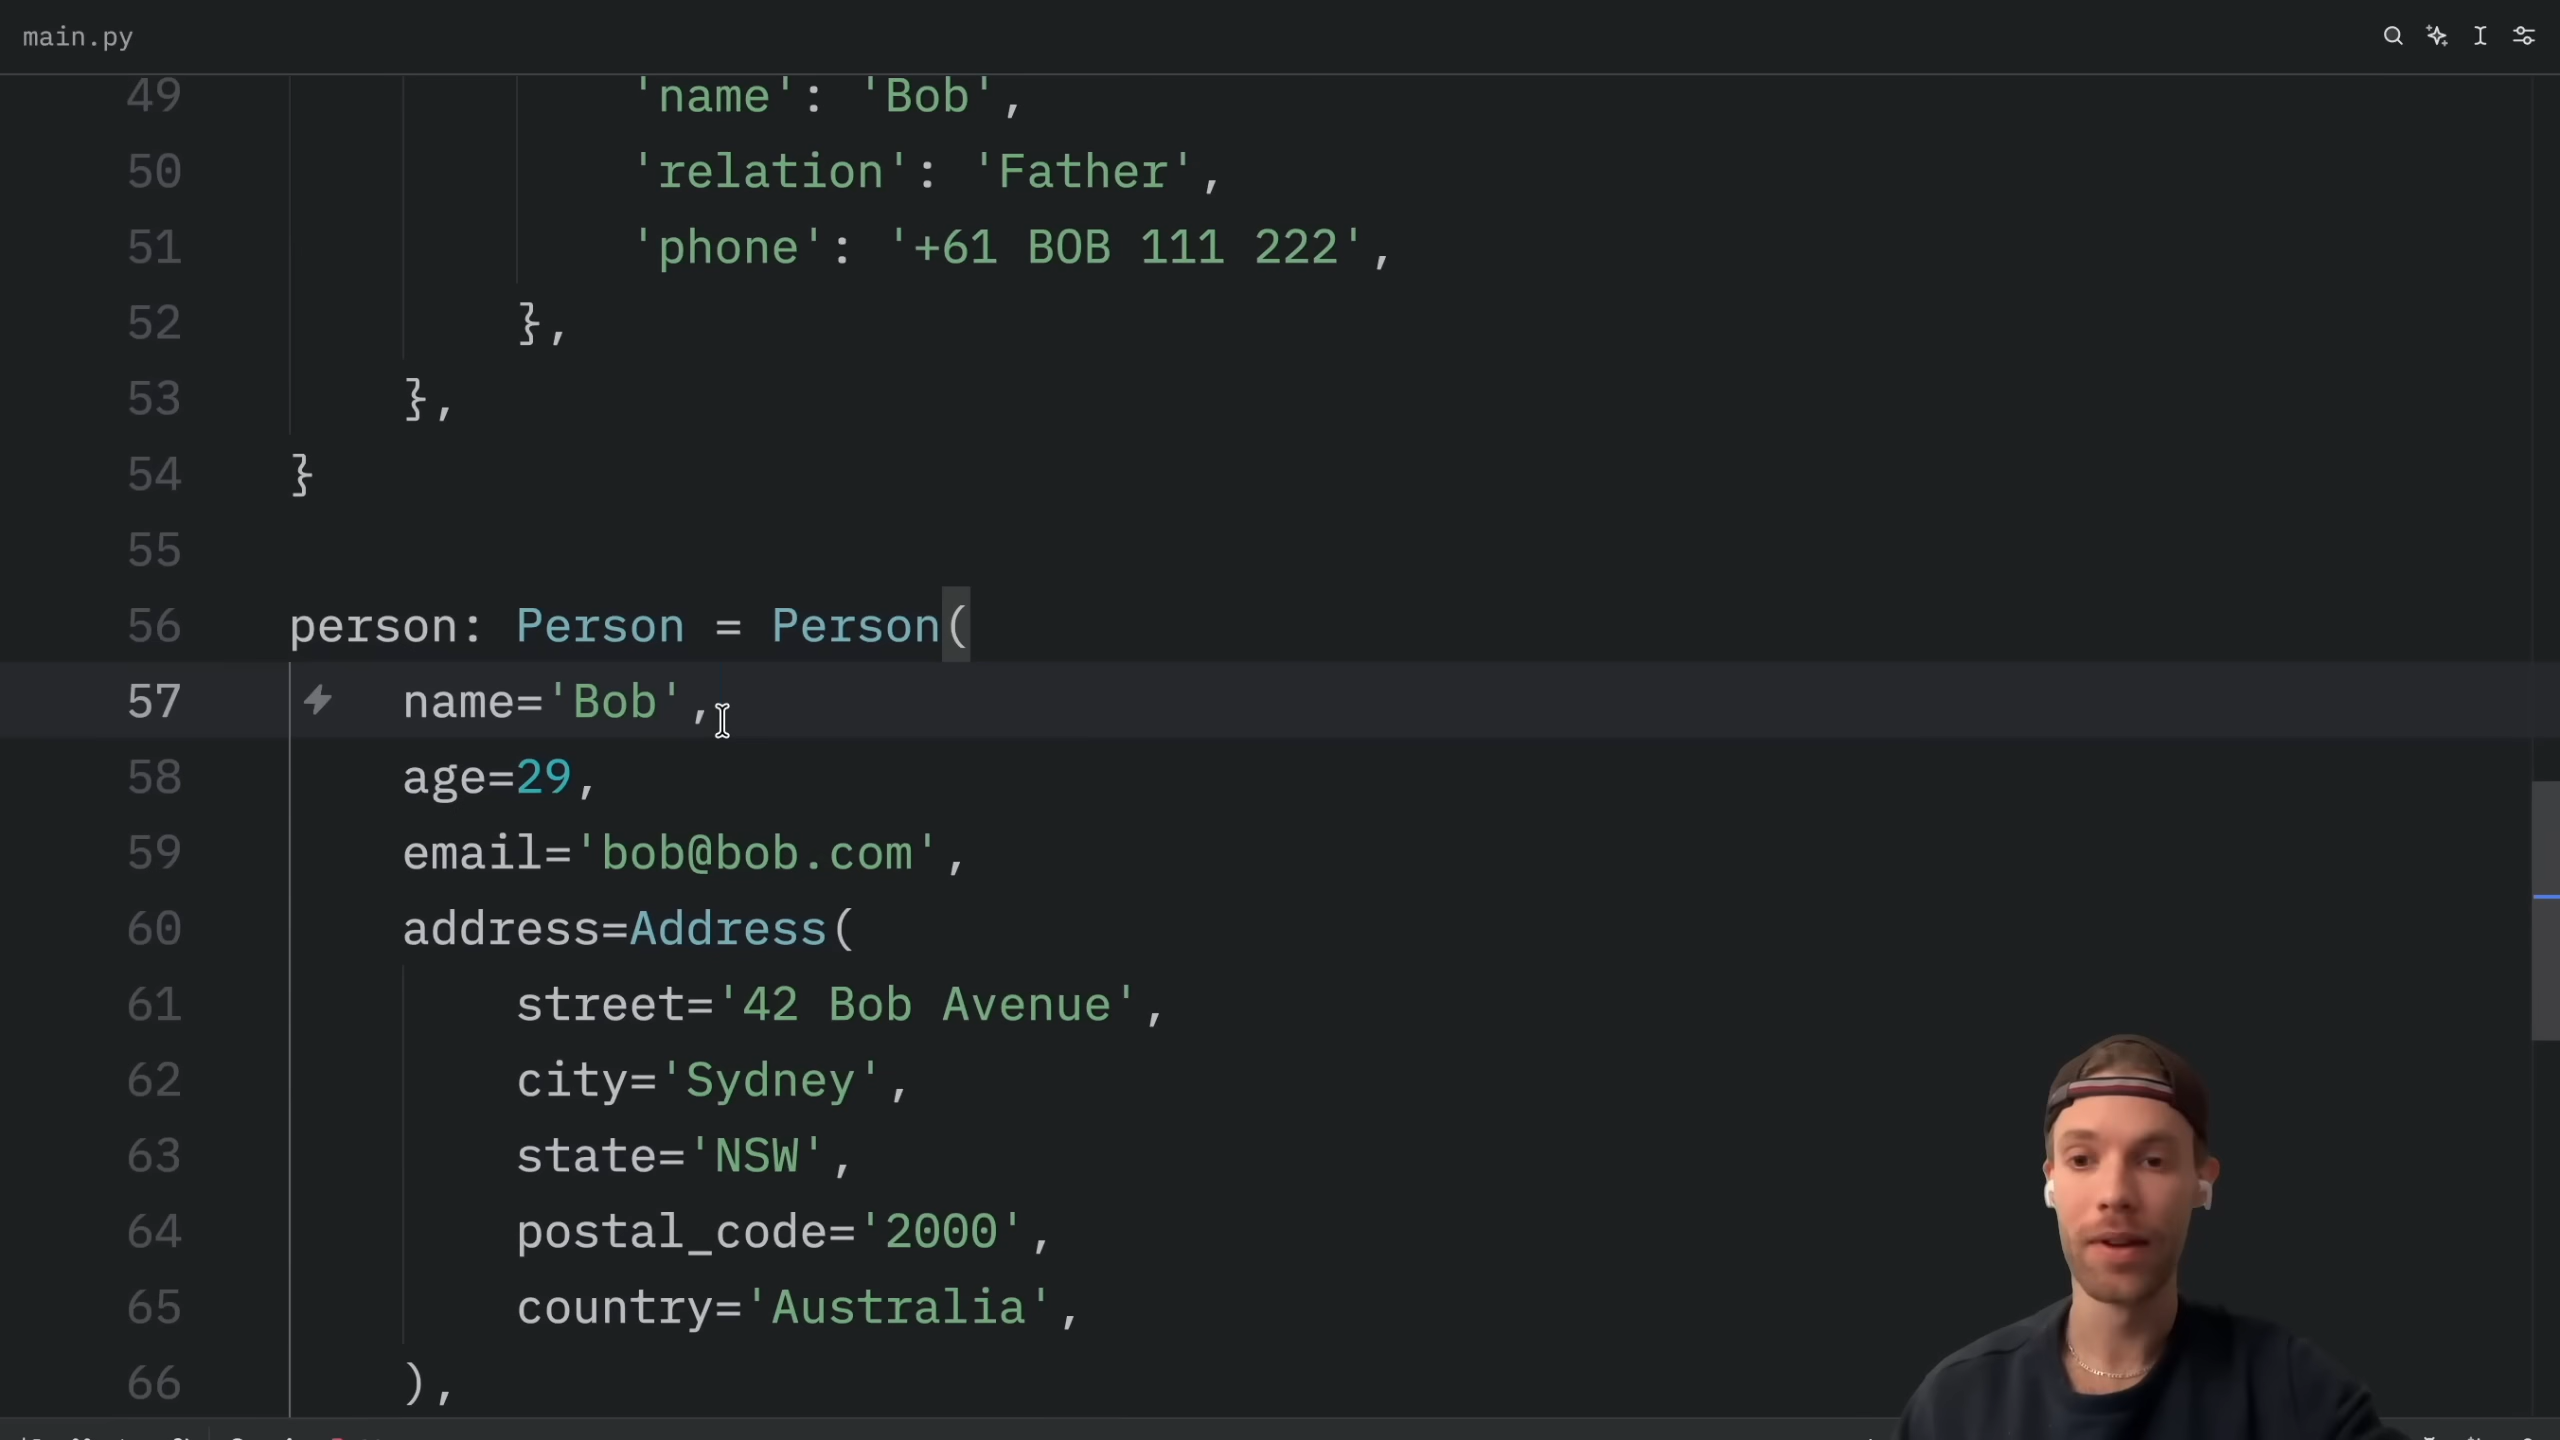 main.py
49 'name': 'Bob',
50 'relation': 'Father',
51 'phone': '+61 BOB 111 222',
52 },
53 },
54 }
55
56 person: Person = Person(
57 name='Bob',
58 age=29,
59 email='bob@bob.com',
60 address=Address(
61 street='42 Bob Avenue',
62 city='Sydney',
63 state='NSW',
64 postal_code='2000',
65 country='Australia',
66 ),